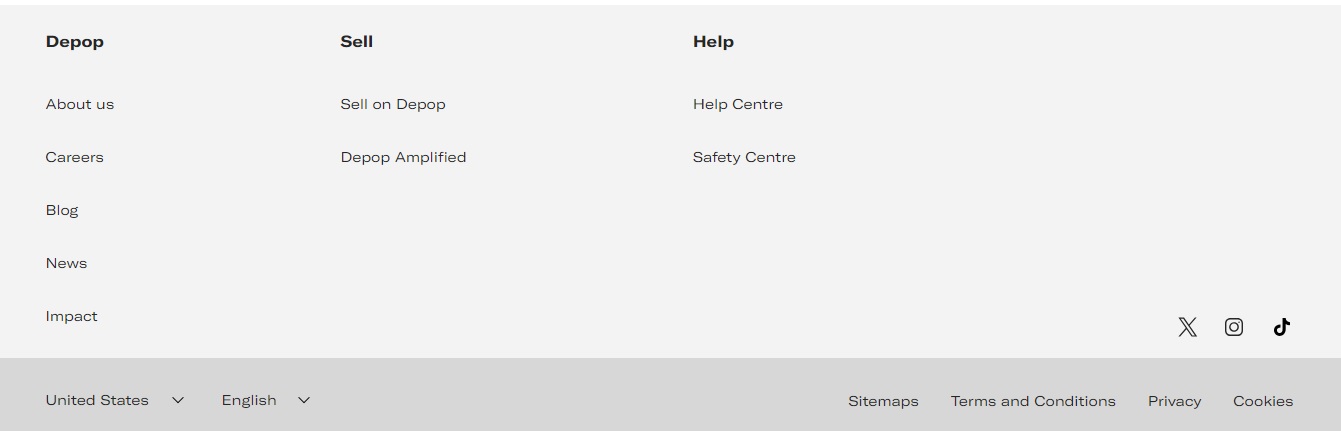 Depop
About us
Careers
Blog
News
Impact
Sell
Sell on Depop
Depop Amplified
Help
Help Centre
Safety Centre
United States
English
Sitemaps
Terms and Conditions
Privacy
Cookies